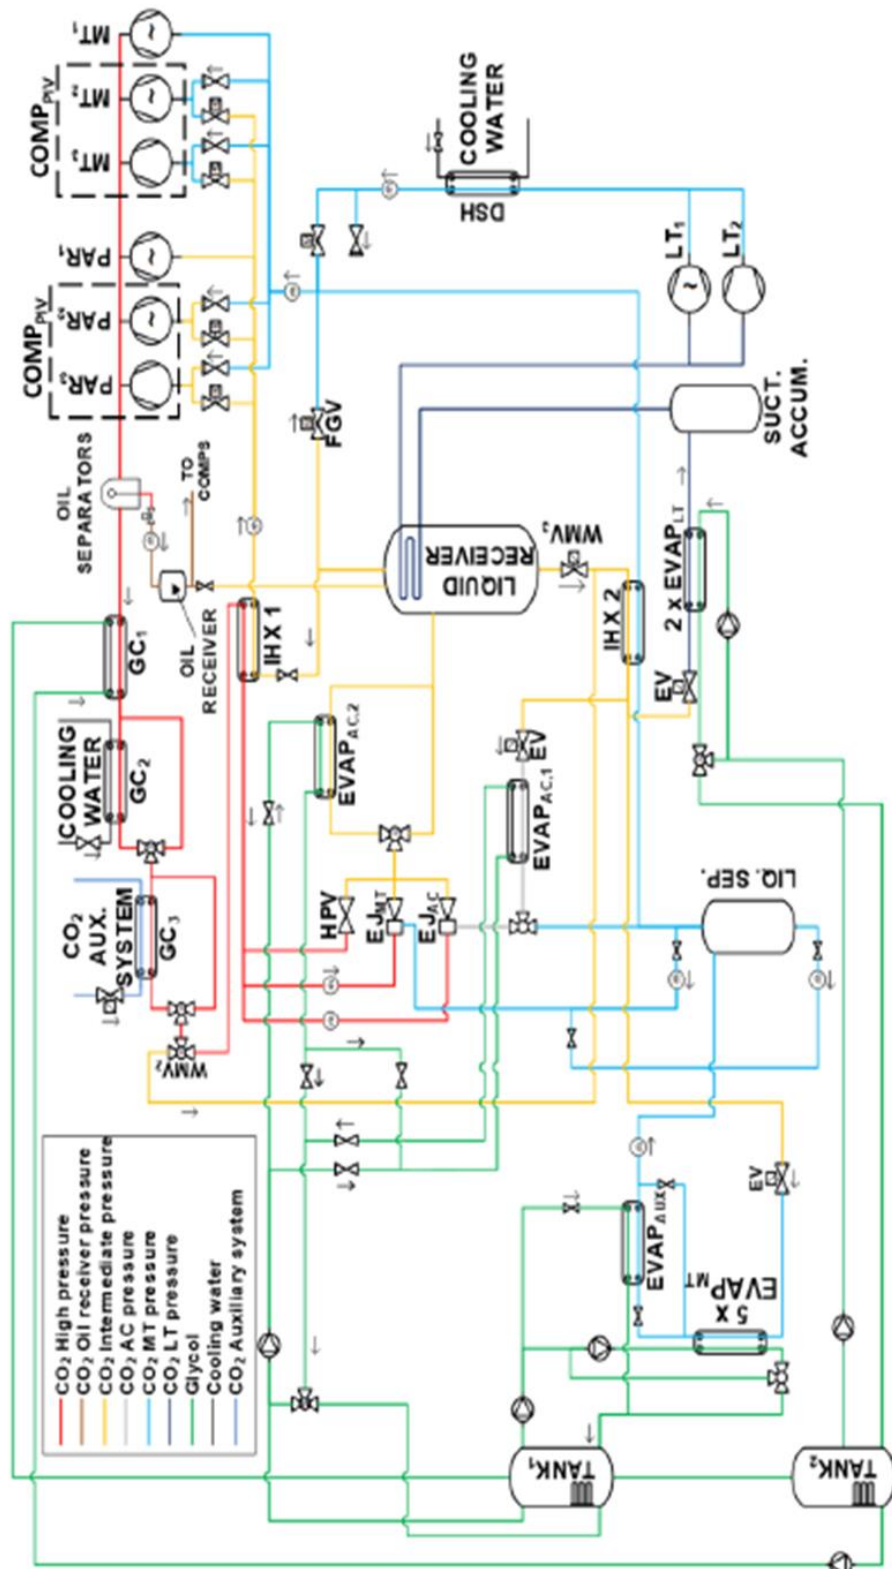 MT₁
COMP_PIV
MT₂
MT₃
PAR₁
COMP_PIV
PAR₂
PAR₃
COOLING
WATER
DSH
LT₁
LT₂
OIL
SEPARATORS
TO
COMPS
FGV
SUCT.
ACCUM.
LIQUID
RECEIVER
WMV₃
OIL
RECEIVER
GC₁
IHX 1
IHX 2
2 x EVAP_LT
EV
COOLING
WATER
GC₂
EVAP_AC,2
EV
EVAP_AC,1
CO₂
AUX.
SYSTEM
GC₃
HPV
EJ_MT
EJ_AC
LIQ. SEP.
WMV₂
CO₂ High pressure
CO₂ Oil receiver pressure
CO₂ Intermediate pressure
CO₂ AC pressure
CO₂ MT pressure
CO₂ LT pressure
Glycol
Cooling water
CO₂ Auxiliary system
EV
EVAP_AUX
5 x
EVAP_MT
TANK₁
TANK₂